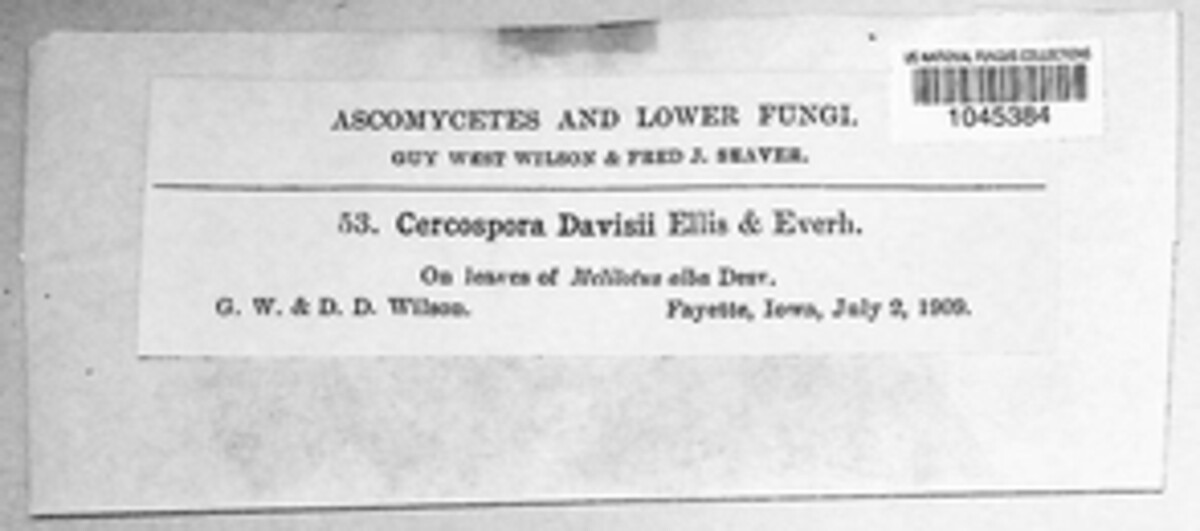 US NATIONAL FUNGUS COLLECTIONS
1045384
ASCOMYCETES AND LOWER FUNGI.
GUY WEST WILSON & FRED J. SEAVER.
53. Cercospora Davisii Ellis & Everh.
On leaves of Melilotus alba Desr.
G. W. & D. D. Wilson. Fayette, Iowa, July 2, 1909.